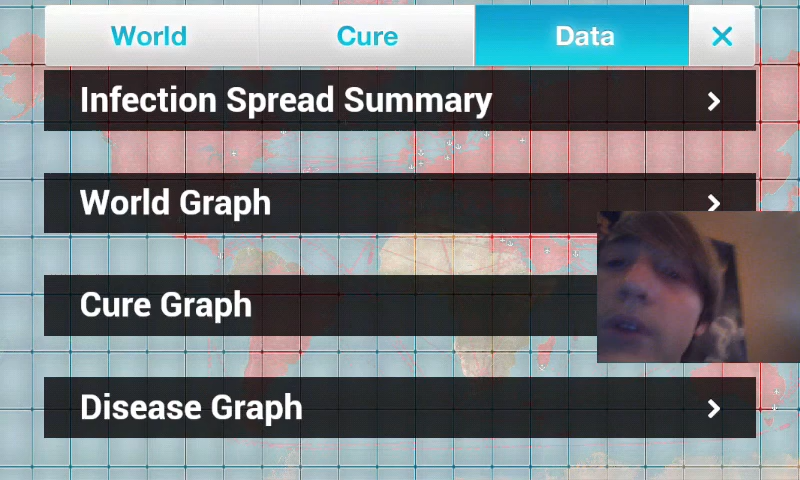 World Cure Data
Infection Spread Summary
World Graph
Cure Graph
Disease Graph